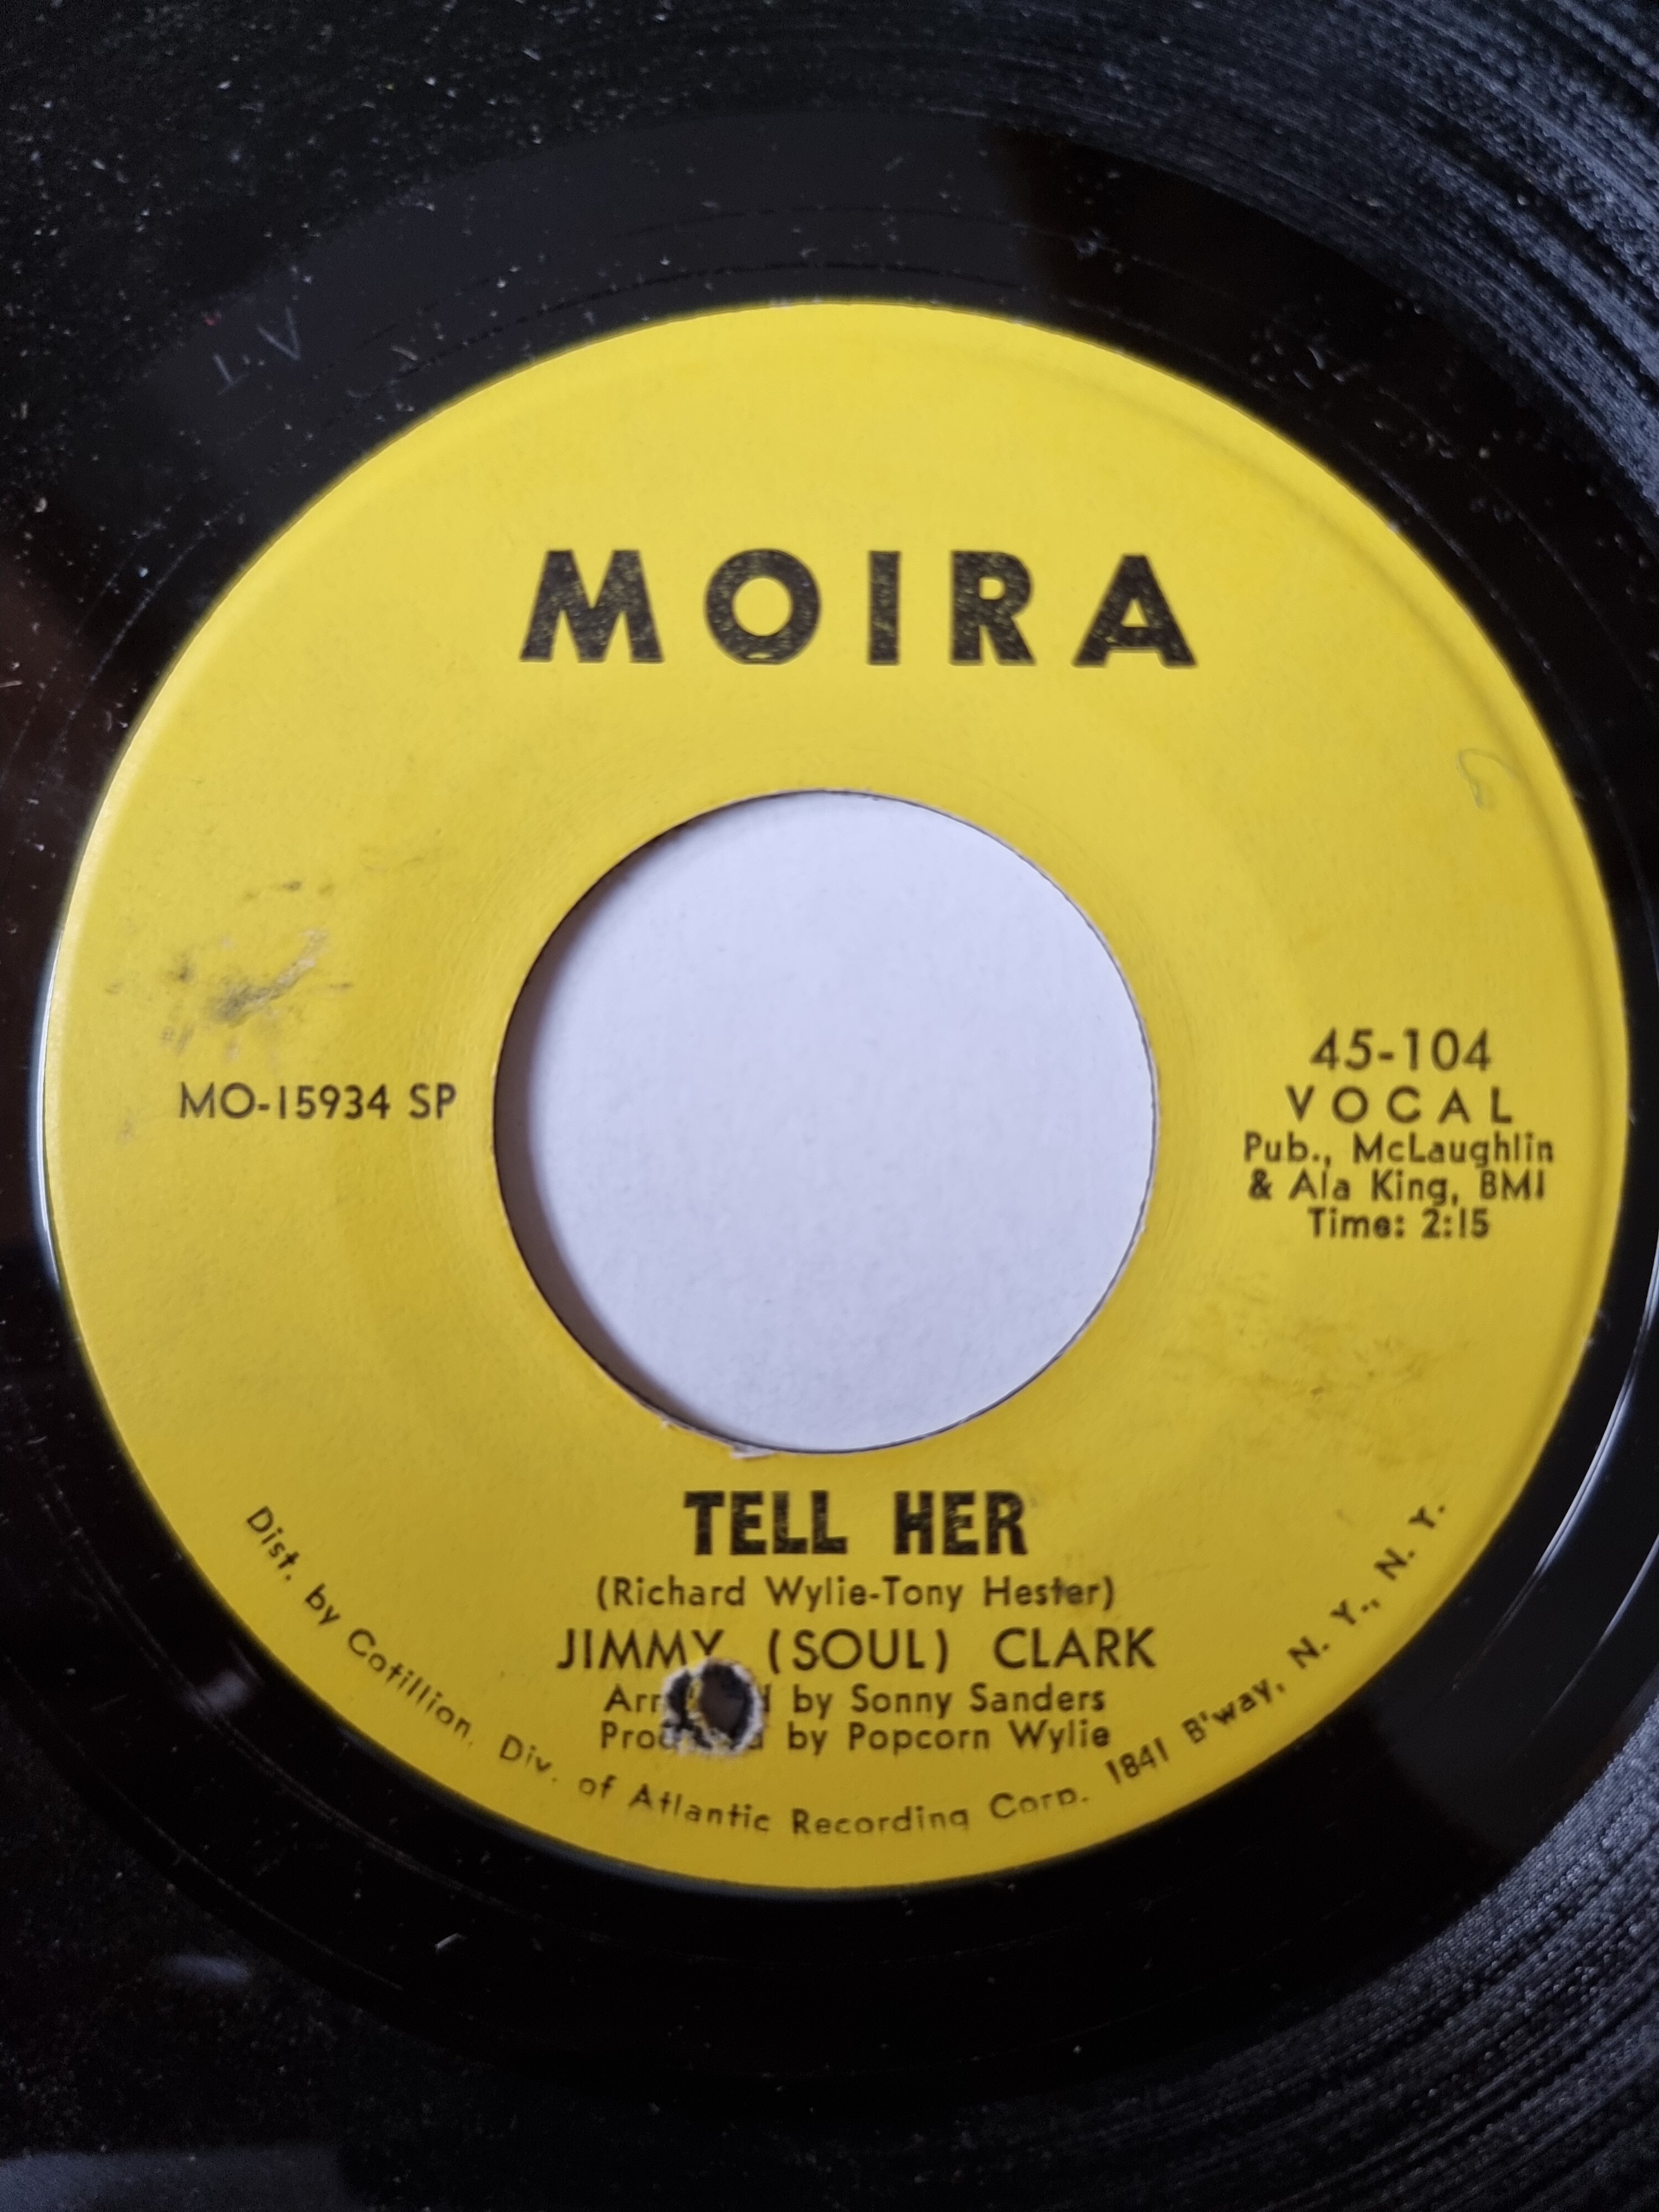 MOIRA
MO-15934 SP
45-104
VOCAL
Pub., McLaughlin
& Ala King, BMI
Time: 2:15
TELL HER
(Richard Wylie-Tony Hester)
JIMMY (SOUL) CLARK
by Sonny Sanders
by Popcorn Wylie
Dist. by Cotillion, Div. of Atlantic Recording Corp. 1841 B'way, N. Y., N. Y.